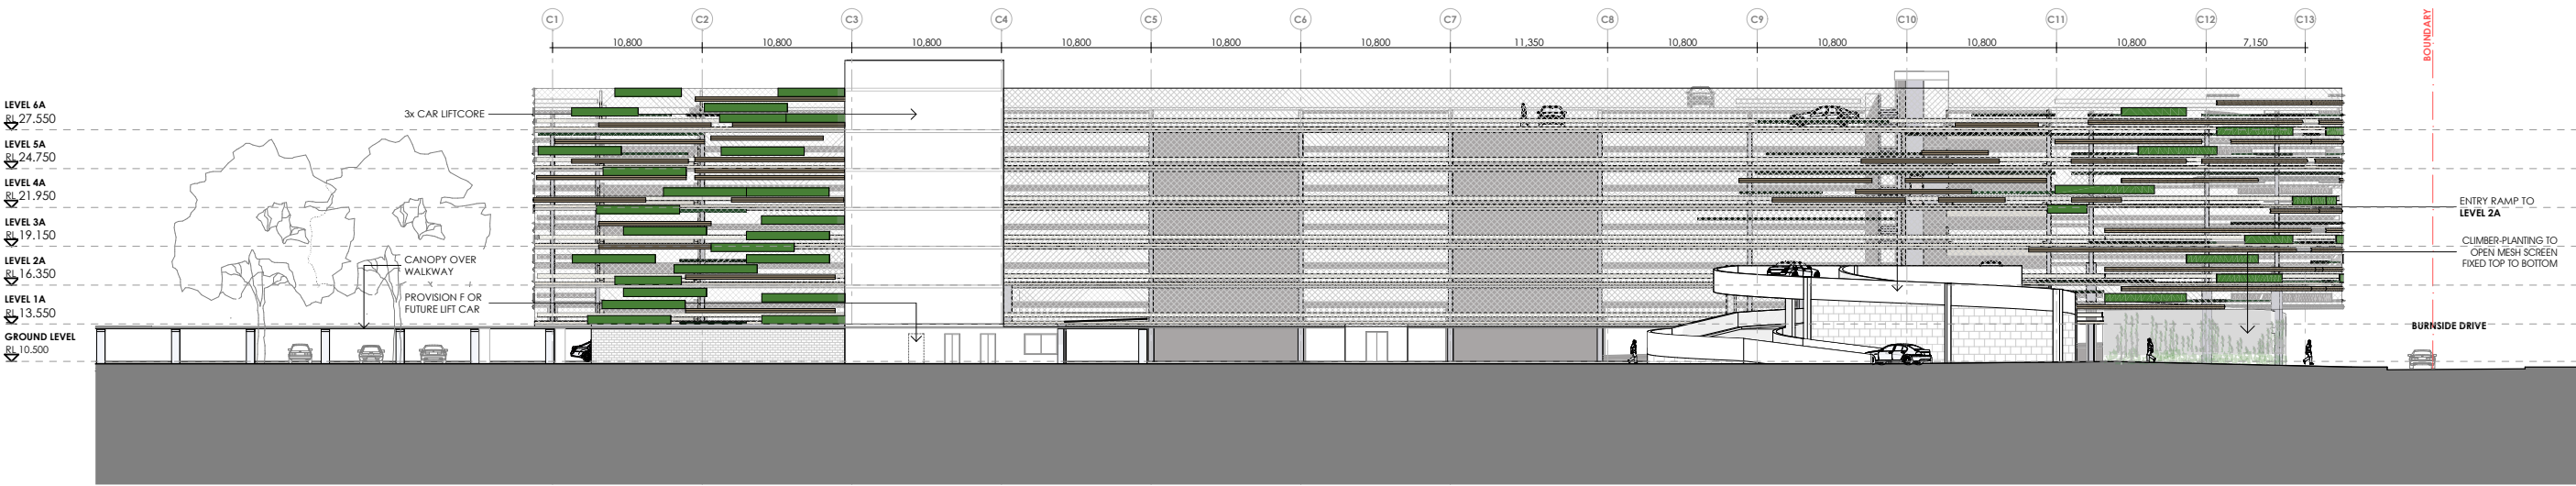 C1 C2 C3 C4 C5 C6 C7 C8 C9 C10 C11 C12 C13
BOUNDARY
10,800 10,800 10,800 10,800 10,800 10,800 11,350 10,800 10,800 10,800 10,800 7,150
LEVEL 6A
RL 27.550
3x CAR LIFTCORE
LEVEL 5A
RL 24.750
LEVEL 4A
RL 21.950
LEVEL 3A
RL 19.150
ENTRY RAMP TO
LEVEL 2A
CLIMBER-PLANTING TO
OPEN MESH SCREEN
FIXED TOP TO BOTTOM
LEVEL 2A
RL 16.350
CANOPY OVER
WALKWAY
PROVISION F OR
FUTURE LIFT CAR
LEVEL 1A
RL 13.550
BURNSIDE DRIVE
GROUND LEVEL
RL 10.500